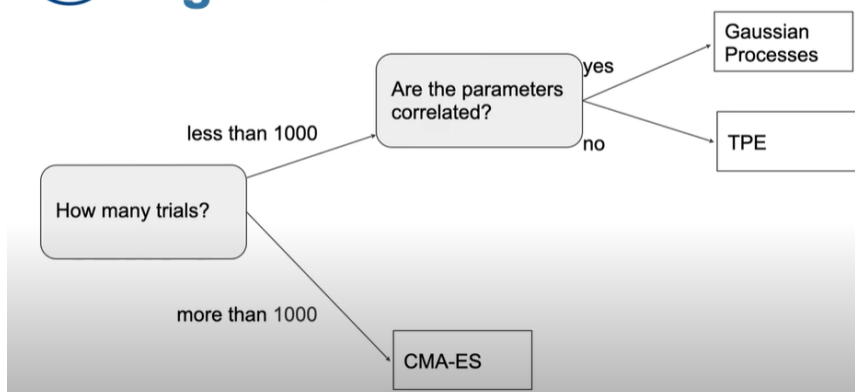 Gaussian
Processes
yes
Are the parameters
correlated?
less than 1000
no
TPE
How many trials?
more than 1000
CMA-ES